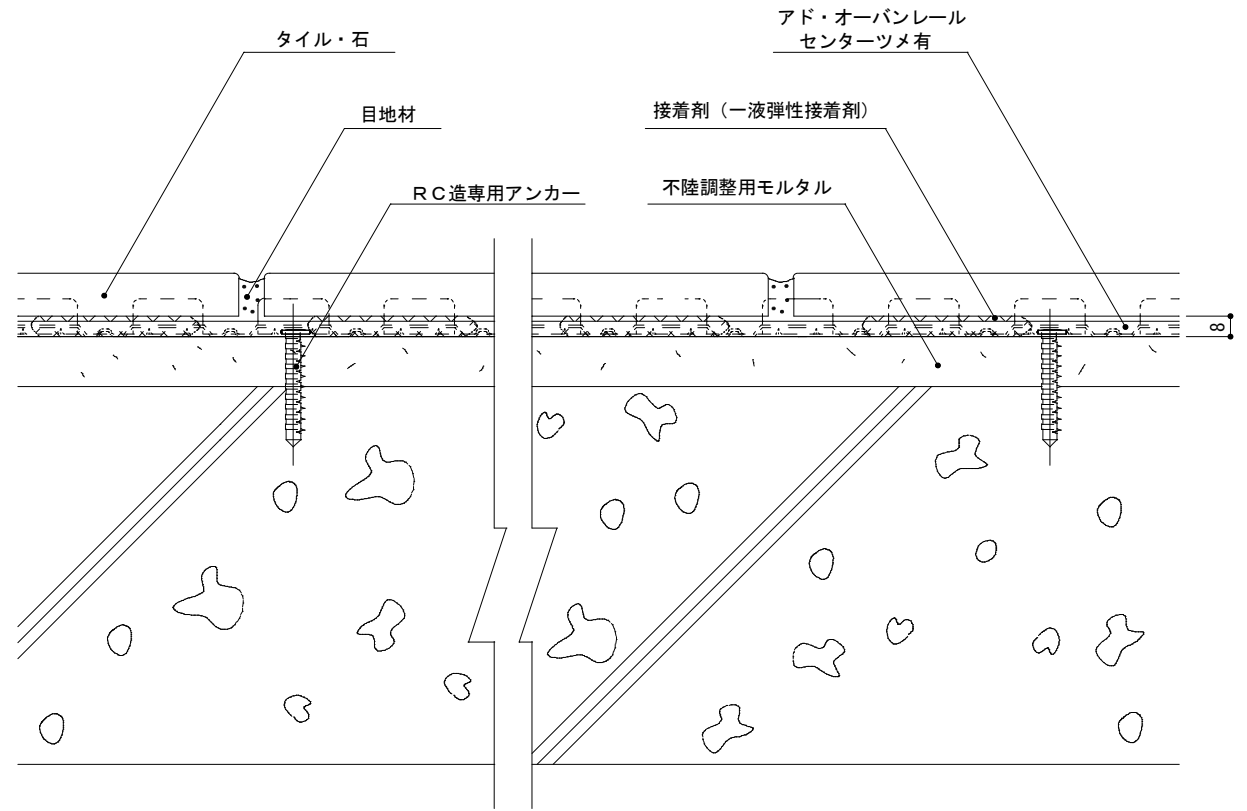 アド・オーバンレール
センターツメ有
タイル・石
目地材
接着剤（一液弾性接着剤）
ＲＣ造専用アンカー
不陸調整用モルタル
8